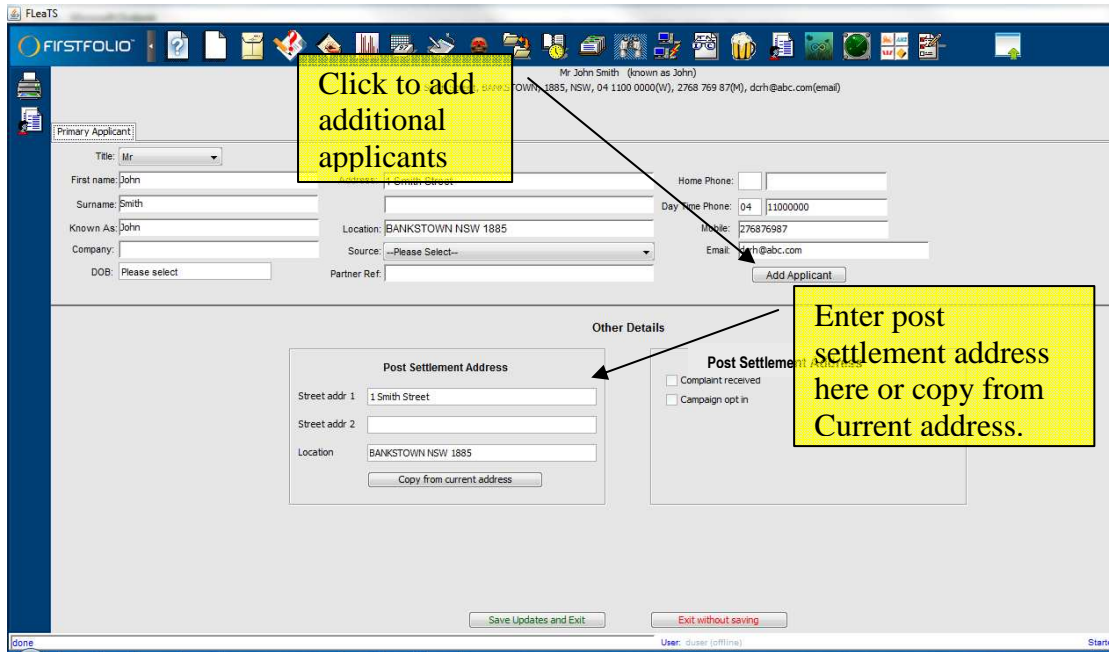 FLeaTS
FIRSTFOLIO
Mr John Smith (known as John)
TOWN, 1885, NSW, 04 1100 0000(W), 2768 769 87(M), dcrh@abc.com(email)
Click to add
additional
applicants
Primary Applicant
Title: Mr
First name: John
Surname: Smith
Known As: John
Company:
DOB: Please select
Address: 1 Smith Street
Location: BANKSTOWN NSW 1885
Source: --Please Select--
Partner Ref:
Home Phone:
Day Time Phone: 04 11000000
Mobile: 276876987
Email: dcrh@abc.com
Add Applicant
Other Details
Post Settlement Address
Street addr 1 1 Smith Street
Street addr 2
Location BANKSTOWN NSW 1885
Copy from current address
Post Settlement Address
Complaint received
Campaign opt in
Enter post
settlement address
here or copy from
Current address.
Save Updates and Exit
Exit without saving
done
User: duser (offline)